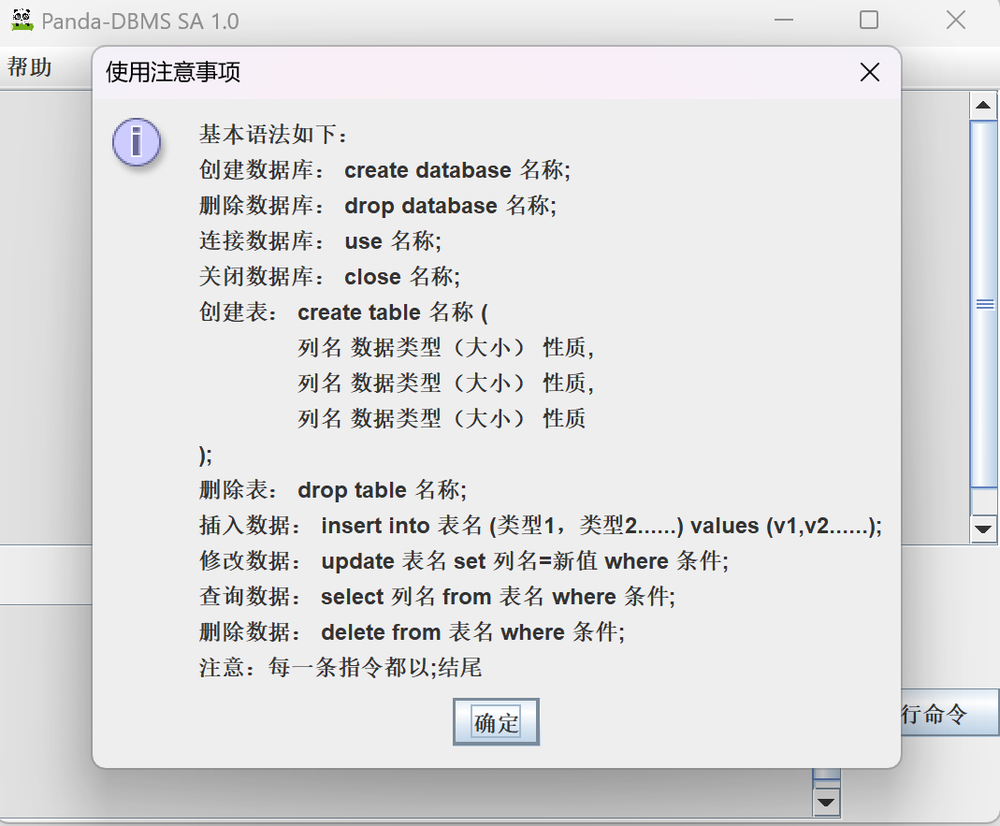 Panda-DBMS SA 1.0
帮助
使用注意事项
基本语法如下：
创建数据库： create database 名称;
删除数据库： drop database 名称;
连接数据库： use 名称;
关闭数据库： close 名称;
创建表： create table 名称 (
列名 数据类型（大小） 性质,
列名 数据类型（大小） 性质,
列名 数据类型（大小） 性质
);
删除表： drop table 名称;
插入数据： insert into 表名 (类型1，类型2......) values (v1,v2......);
修改数据： update 表名 set 列名=新值 where 条件;
查询数据： select 列名 from 表名 where 条件;
删除数据： delete from 表名 where 条件;
注意：每一条指令都以;结尾
确定
行命令